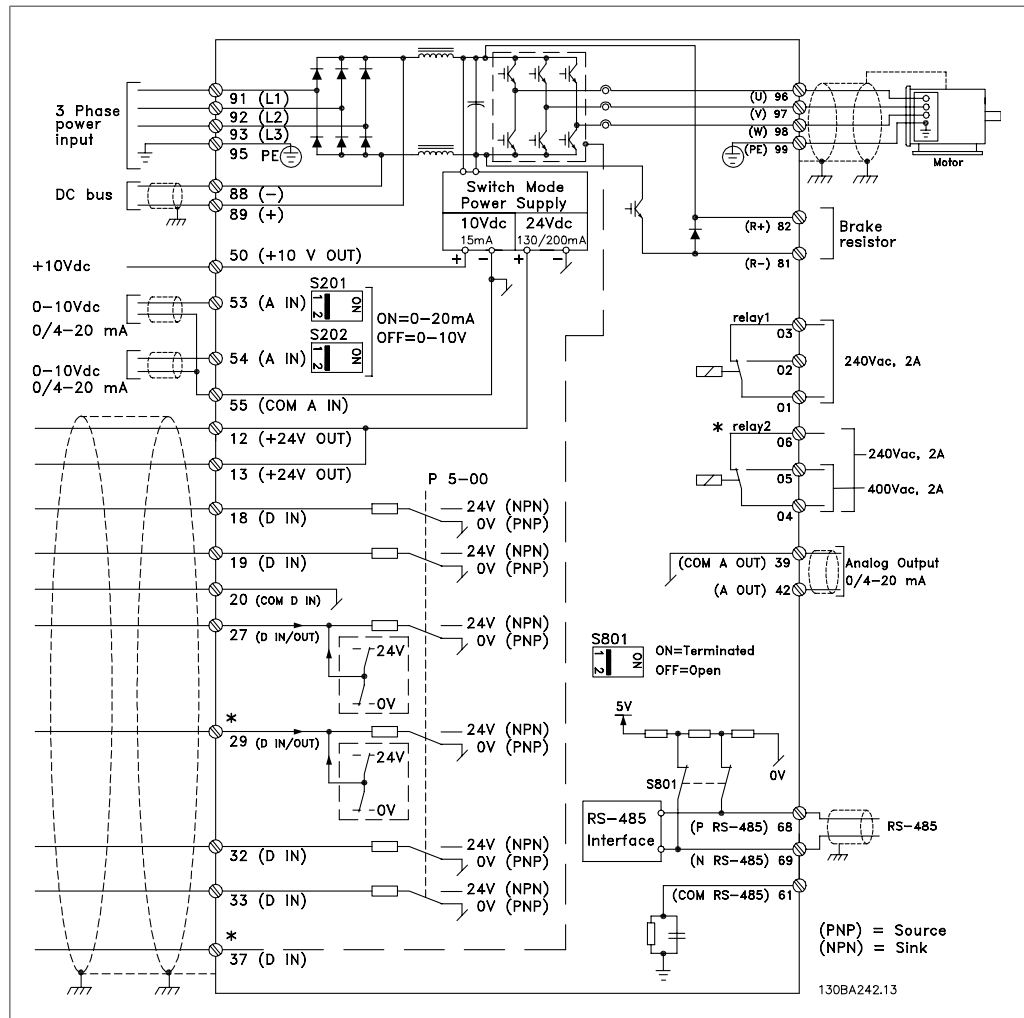 3 Phase
power
input
91 (L1)
92 (L2)
93 (L3)
95 PE
DC bus
88 (-)
89 (+)
+10Vdc
50 (+10 V OUT)
0-10Vdc
0/4-20 mA
53 (A IN)
S201
1 2
ON
S202
1 2
ON
ON=0-20mA
OFF=0-10V
0-10Vdc
0/4-20 mA
54 (A IN)
55 (COM A IN)
12 (+24V OUT)
13 (+24V OUT)
P 5-00
18 (D IN)
24V (NPN)
0V (PNP)
19 (D IN)
24V (NPN)
0V (PNP)
20 (COM D IN)
27 (D IN/OUT)
24V (NPN)
0V (PNP)
24V
0V
*
29 (D IN/OUT)
24V (NPN)
0V (PNP)
24V
0V
32 (D IN)
24V (NPN)
0V (PNP)
33 (D IN)
24V (NPN)
0V (PNP)
*
37 (D IN)
Switch Mode
Power Supply
10Vdc
15mA
24Vdc
130/200mA
+ - + -
(U) 96
(V) 97
(W) 98
(PE) 99
Motor
(R+) 82
(R-) 81
Brake
resistor
relay1
03
02
01
240Vac, 2A
* relay2
06
05
04
240Vac, 2A
400Vac, 2A
(COM A OUT) 39
(A OUT) 42
Analog Output
0/4-20 mA
S801
1 2
ON
ON=Terminated
OFF=Open
5V
S801
0V
RS-485
Interface
(P RS-485) 68
(N RS-485) 69
RS-485
(COM RS-485) 61
(PNP) = Source
(NPN) = Sink
130BA242.13